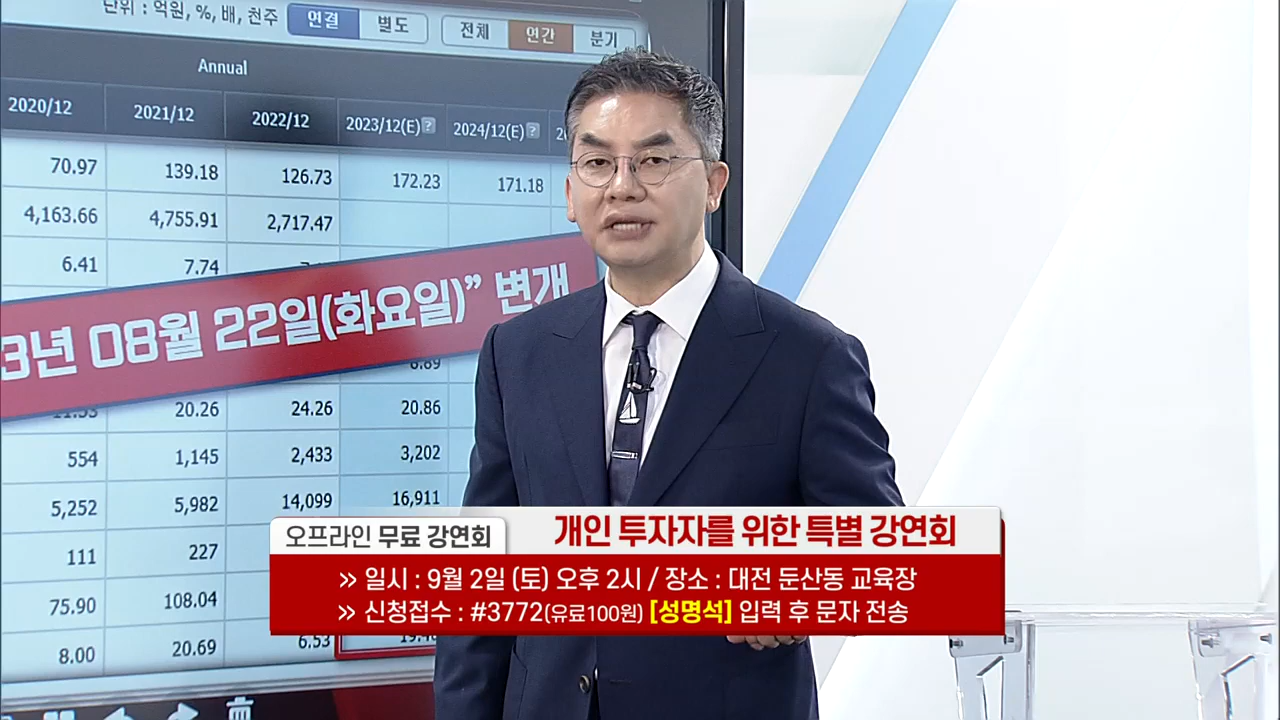 단위 : 억원, %, 배, 천주 연결 별도 전체 연간 분기
Annual
2020/12 2021/12 2022/12 2023/12(E)? 2024/12(E)?
70.97 139.18 126.73 172.23 171.18
4,163.66 4,755.91 2,717.47
6.41 7.74
3년 08월 22일(화요일)” 변개
20.26 24.26 20.86
554 1,145 2,433 3,202
5,252 5,982 14,099 16,911
111 227
75.90 108.04
8.00 20.69 6.53
오프라인 무료 강연회
개인 투자자를 위한 특별 강연회
» 일시 : 9월 2일 (토) 오후 2시 / 장소 : 대전 둔산동 교육장
» 신청접수 : #3772(유료100원) [성명석] 입력 후 문자 전송